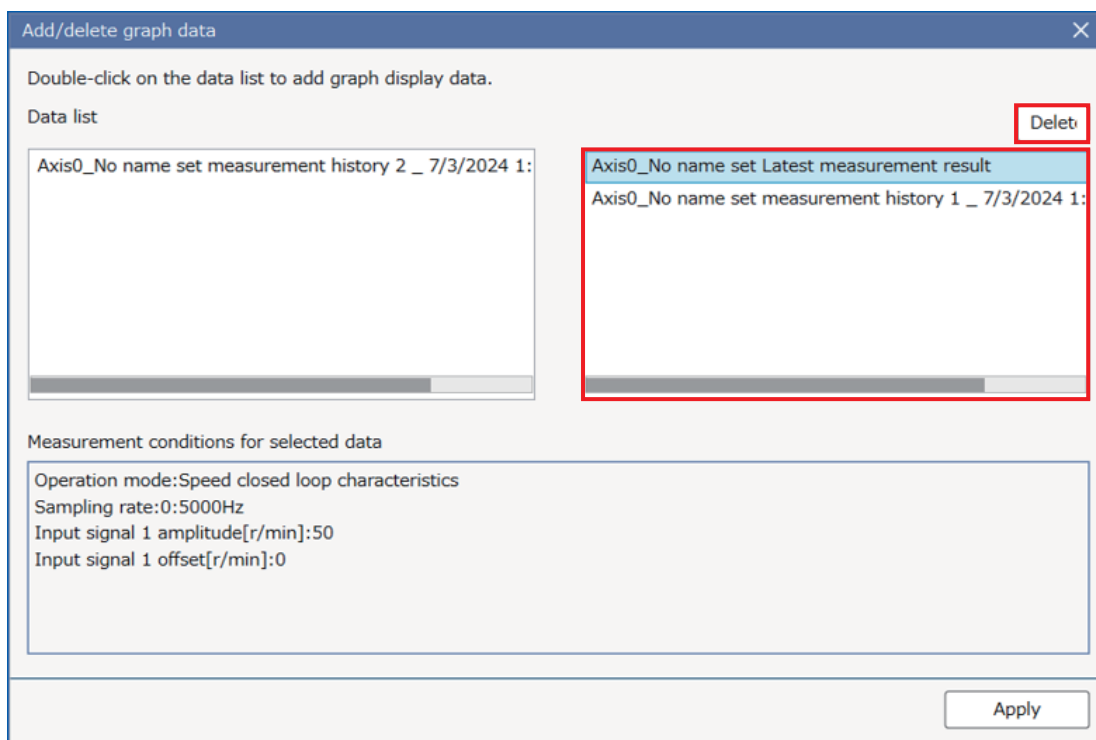 Add/delete graph data
Double-click on the data list to add graph display data.
Data list
Delet
Axis0_No name set measurement history 2 _ 7/3/2024 1:
Axis0_No name set Latest measurement result
Axis0_No name set measurement history 1 _ 7/3/2024 1:
Measurement conditions for selected data
Operation mode:Speed closed loop characteristics
Sampling rate:0:5000Hz
Input signal 1 amplitude[r/min]:50
Input signal 1 offset[r/min]:0
Apply